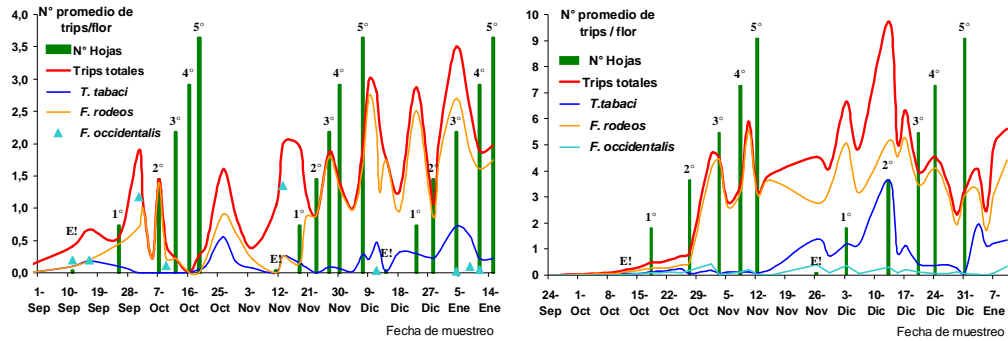 N° promedio de
trips/flor
N° Hojas
Trips totales
T. tabaci
F. rodeos
F. occidentalis
4,0
3,5
3,0
2,5
2,0
1,5
1,0
0,5
0,0
E!
1°
2°
3°
4°
5°
E!
1°
2°
3°
4°
5°
1°
E!
2°
3°
4°
5°
1- 10- 19- 28- 7- 16- 25- 3- 12- 21- 30- 9- 18- 27- 5- 14-
Sep Sep Sep Sep Oct Oct Oct Nov Nov Nov Nov Dic Dic Dic Ene Ene
Fecha de muestreo
N° promedio de
trips / flor
N° Hojas
Trips totales
T.tabaci
F. rodeos
F. occidentalis
10
9
8
7
6
5
4
3
2
1
0
E!
1°
2°
3°
4°
5°
E!
1°
2°
3°
4°
5°
24- 1- 8- 15- 22- 29- 5- 12- 19- 26- 3- 10- 17- 24- 31- 7-
Sep Oct Oct Oct Oct Oct Nov Nov Nov Nov Dic Dic Dic Dic Dic Ene
Fecha de muestreo